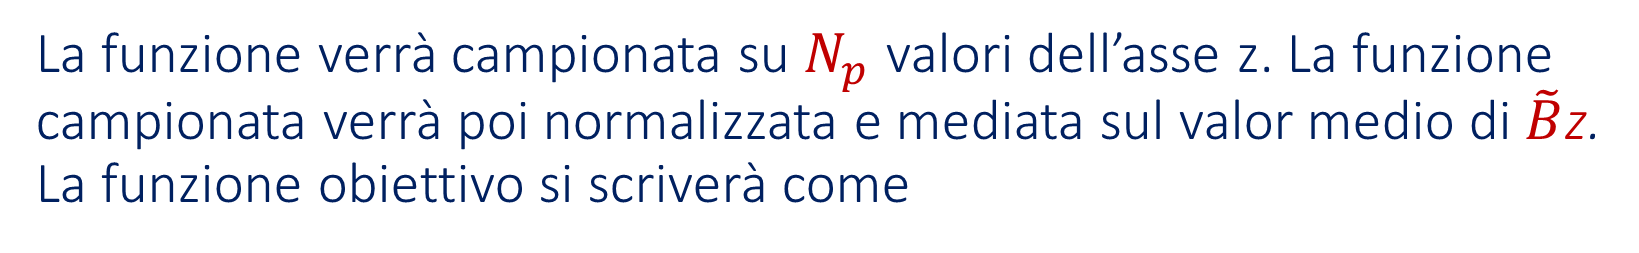 La funzione verrà campionata su N_p valori dell’asse z. La funzione
campionata verrà poi normalizzata e mediata sul valor medio di B̃z.
La funzione obiettivo si scriverà come